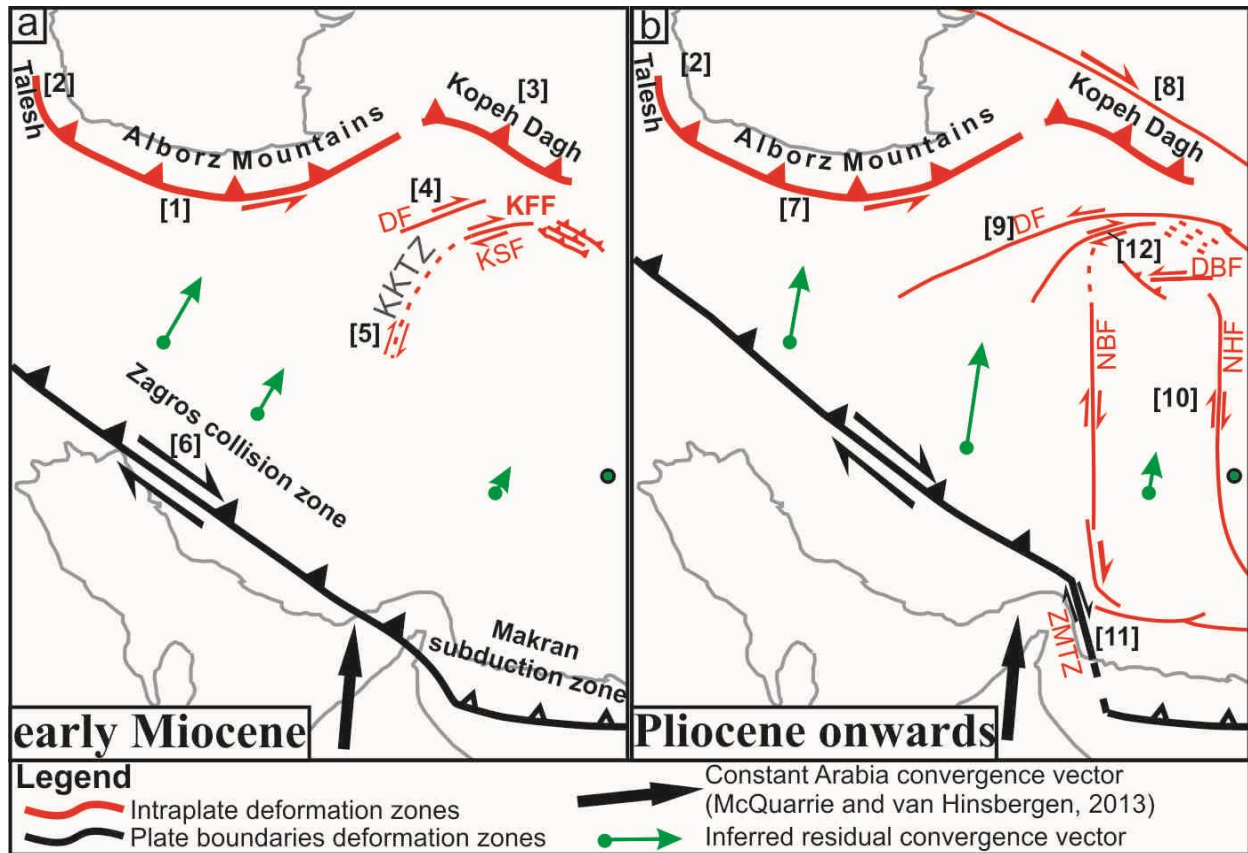 a
[2]
Talesh
[3]
Kopeh Dagh
Alborz Mountains
[1]
[4]
DF
KFF
KSF
KKTZ
[5]
Zagros collision zone
[6]
Makran
subduction zone
early Miocene
b
[2]
Talesh
[8]
Kopeh Dagh
Alborz Mountains
[7]
[9]
DF
[12]
DBF
NBF
NHF
[10]
ZMTZ
[11]
Pliocene onwards
Legend
Intraplate deformation zones
Plate boundaries deformation zones
Constant Arabia convergence vector
(McQuarrie and van Hinsbergen, 2013)
Inferred residual convergence vector